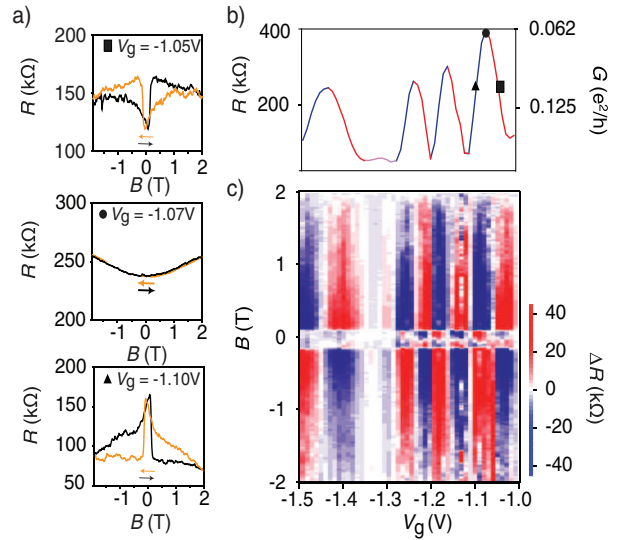 a)
■ Vg = -1.05V
200
150
100
R (kΩ)
-1 0 1 2
B (T)
● Vg = -1.07V
300
250
200
R (kΩ)
-1 0 1 2
B (T)
▲ Vg = -1.10V
200
150
100
50
R (kΩ)
-1 0 1 2
B (T)
b)
400
200
R (kΩ)
0.062
0.125
G (e²/h)
c)
2
1
0
-1
-2
B (T)
-1.5 -1.4 -1.3 -1.2 -1.1 -1.0
Vg (V)
40
20
0
-20
-40
ΔR (kΩ)